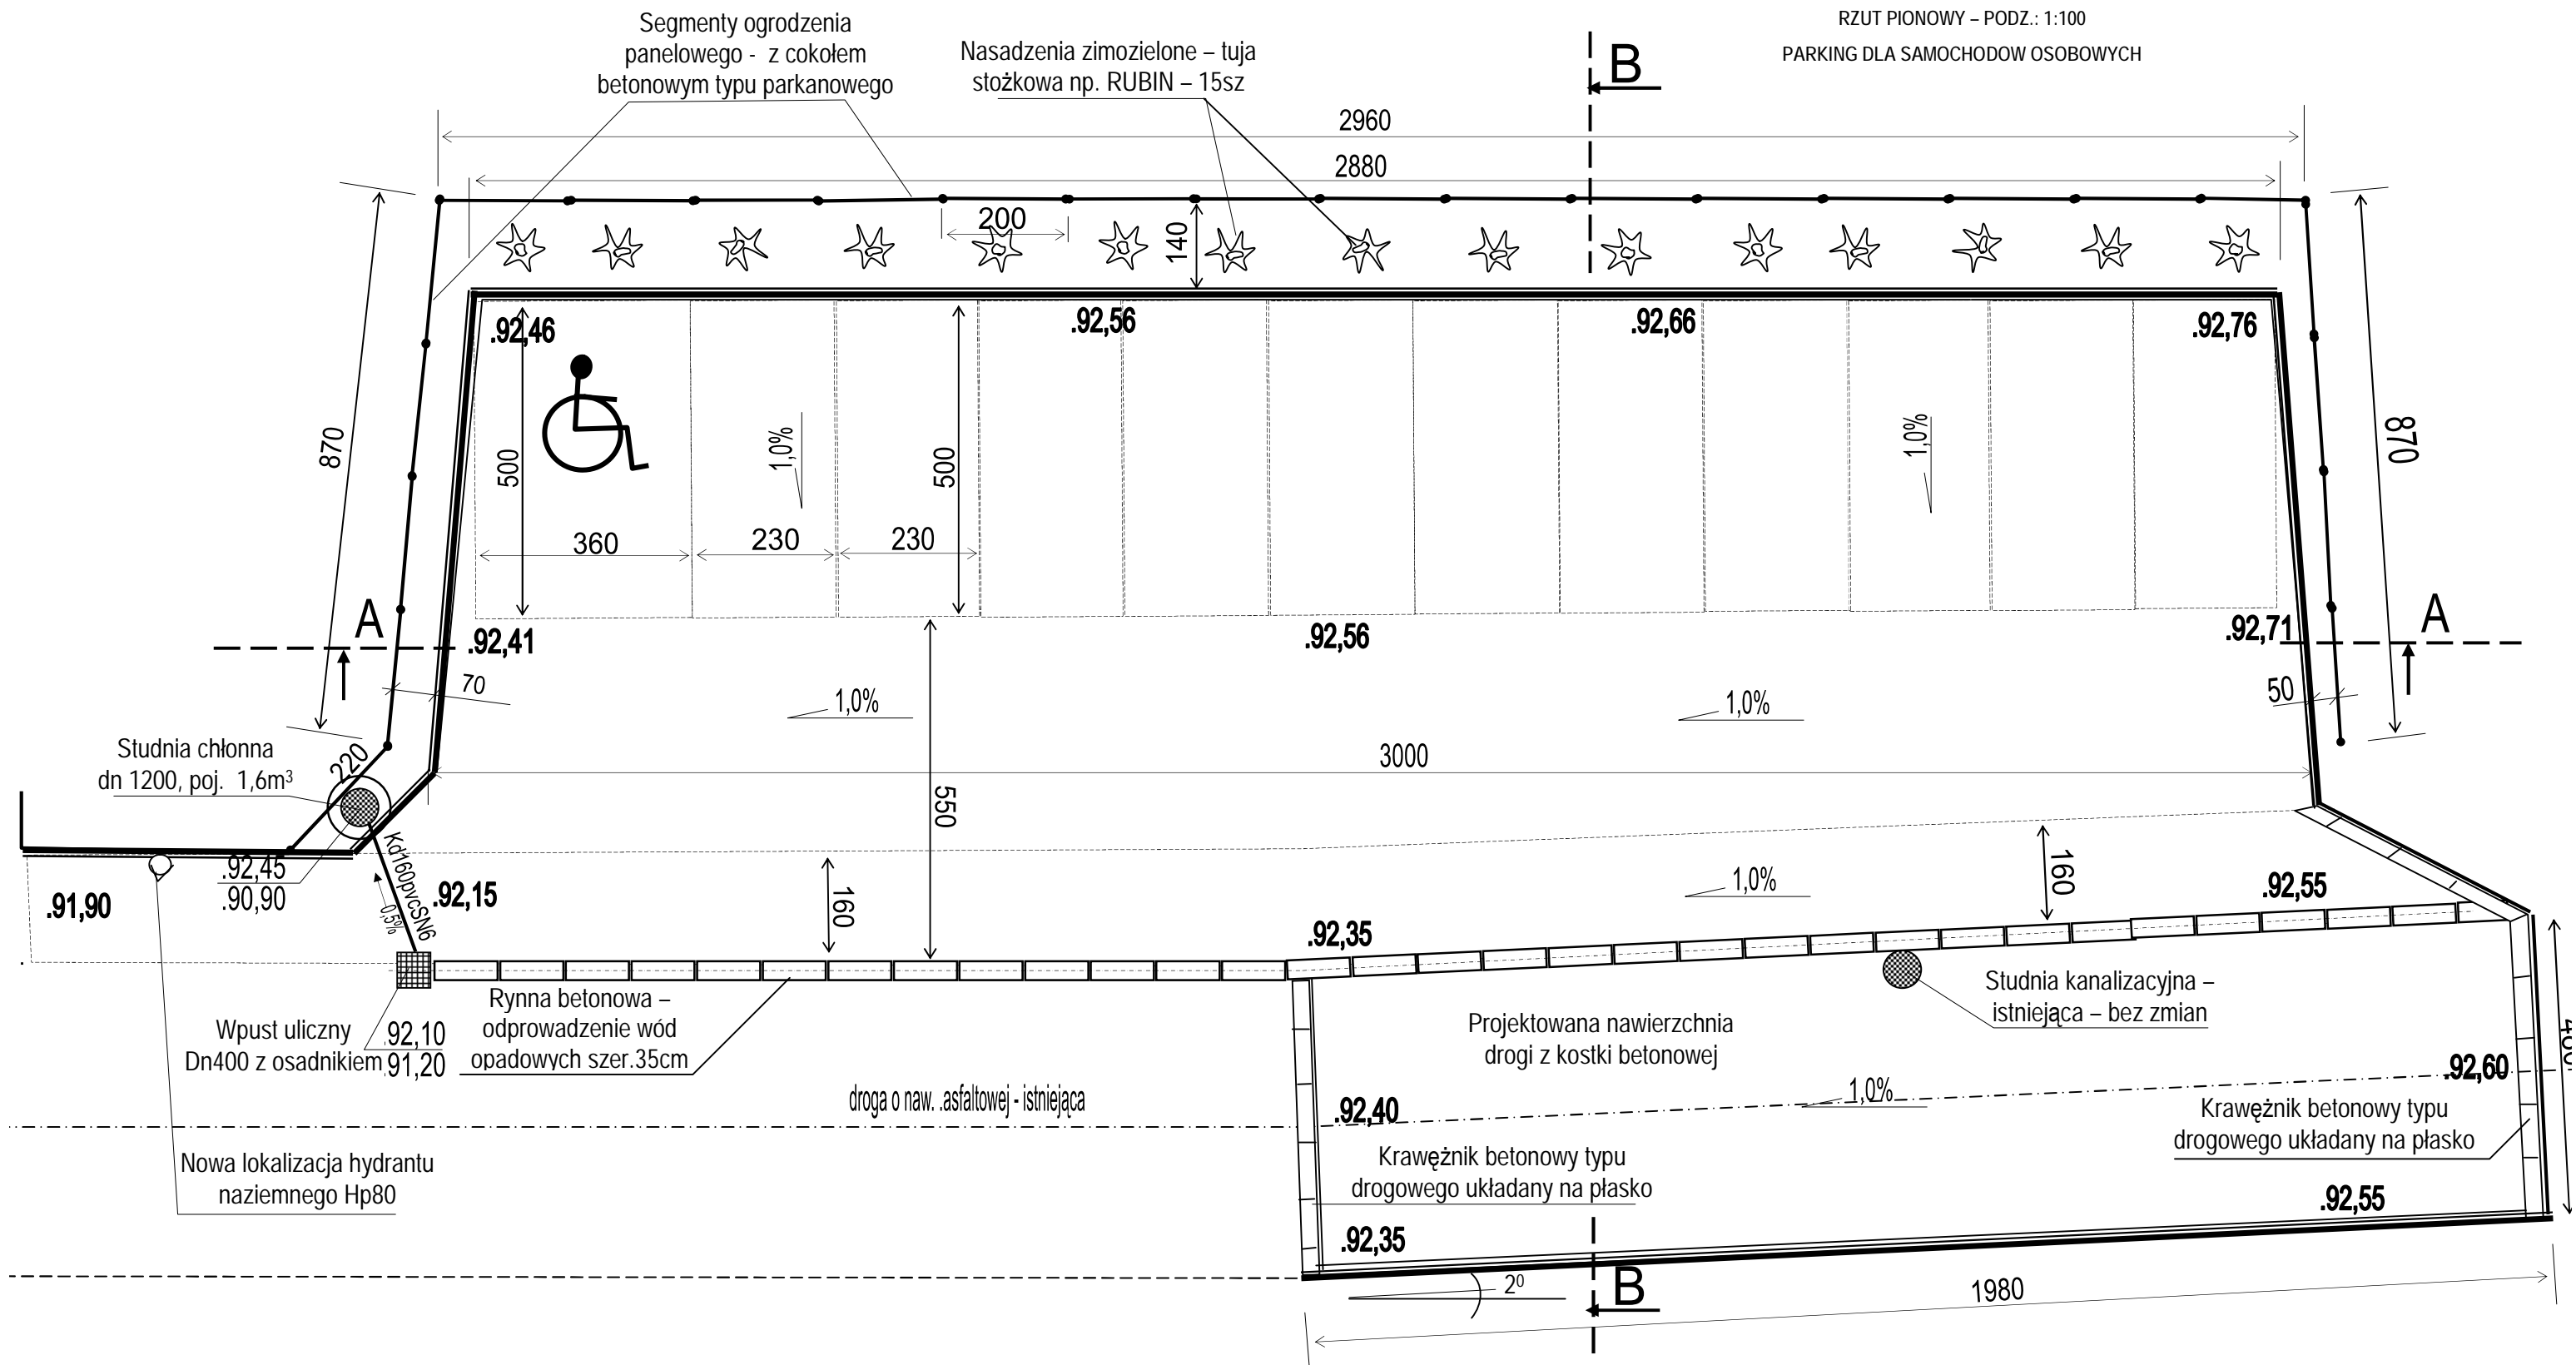 RZUT PIONOWY – PODZ.: 1:100
PARKING DLA SAMOCHODOW OSOBOWYCH
Segmenty ogrodzenia
panelowego - z cokołem
betonowym typu parkanowego
Nasadzenia zimozielone – tuja
stożkowa np. RUBIN – 15sz
B
2960
2880
200
140
.92,46
.92,56
.92,66
.92,76
870
500
1,0%
500
1,0%
870
360
230
230
A
.92,41
.92,56
.92,71
A
70
1,0%
1,0%
50
Studnia chłonna
dn 1200, poj. 1,6m³
220
3000
550
Kd160pvcSN6
0,5%
.92,45
.90,90
.91,90
.92,15
160
1,0%
160
.92,55
.92,35
Wpust uliczny
Dn400 z osadnikiem
92,10
91,20
Rynna betonowa –
odprowadzenie wód
opadowych szer.35cm
Projektowana nawierzchnia
drogi z kostki betonowej
Studnia kanalizacyjna –
istniejąca – bez zmian
droga o naw. .asfaltowej - istniejąca
.92,40
1,0%
.92,60
Krawężnik betonowy typu
drogowego układany na płasko
Nowa lokalizacja hydrantu
naziemnego Hp80
Krawężnik betonowy typu
drogowego układany na płasko
.92,35
.92,55
2⁰
B
1980